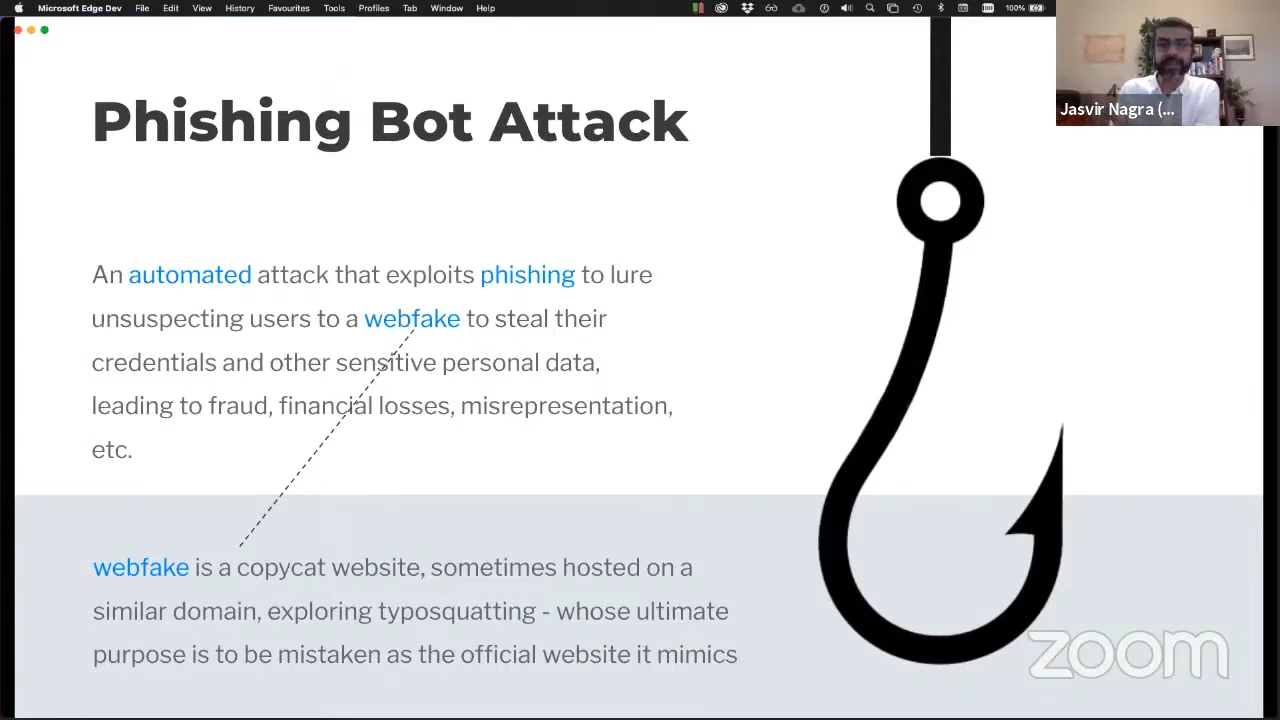 Microsoft Edge Dev File Edit View History Favourites Tools Profiles Tab Window Help 100%
Jasvir Nagra (...
Phishing Bot Attack
An automated attack that exploits phishing to lure
unsuspecting users to a webfake to steal their
credentials and other sensitive personal data,
leading to fraud, financial losses, misrepresentation,
etc.
webfake is a copycat website, sometimes hosted on a
similar domain, exploring typosquatting - whose ultimate
purpose is to be mistaken as the official website it mimics
zoom